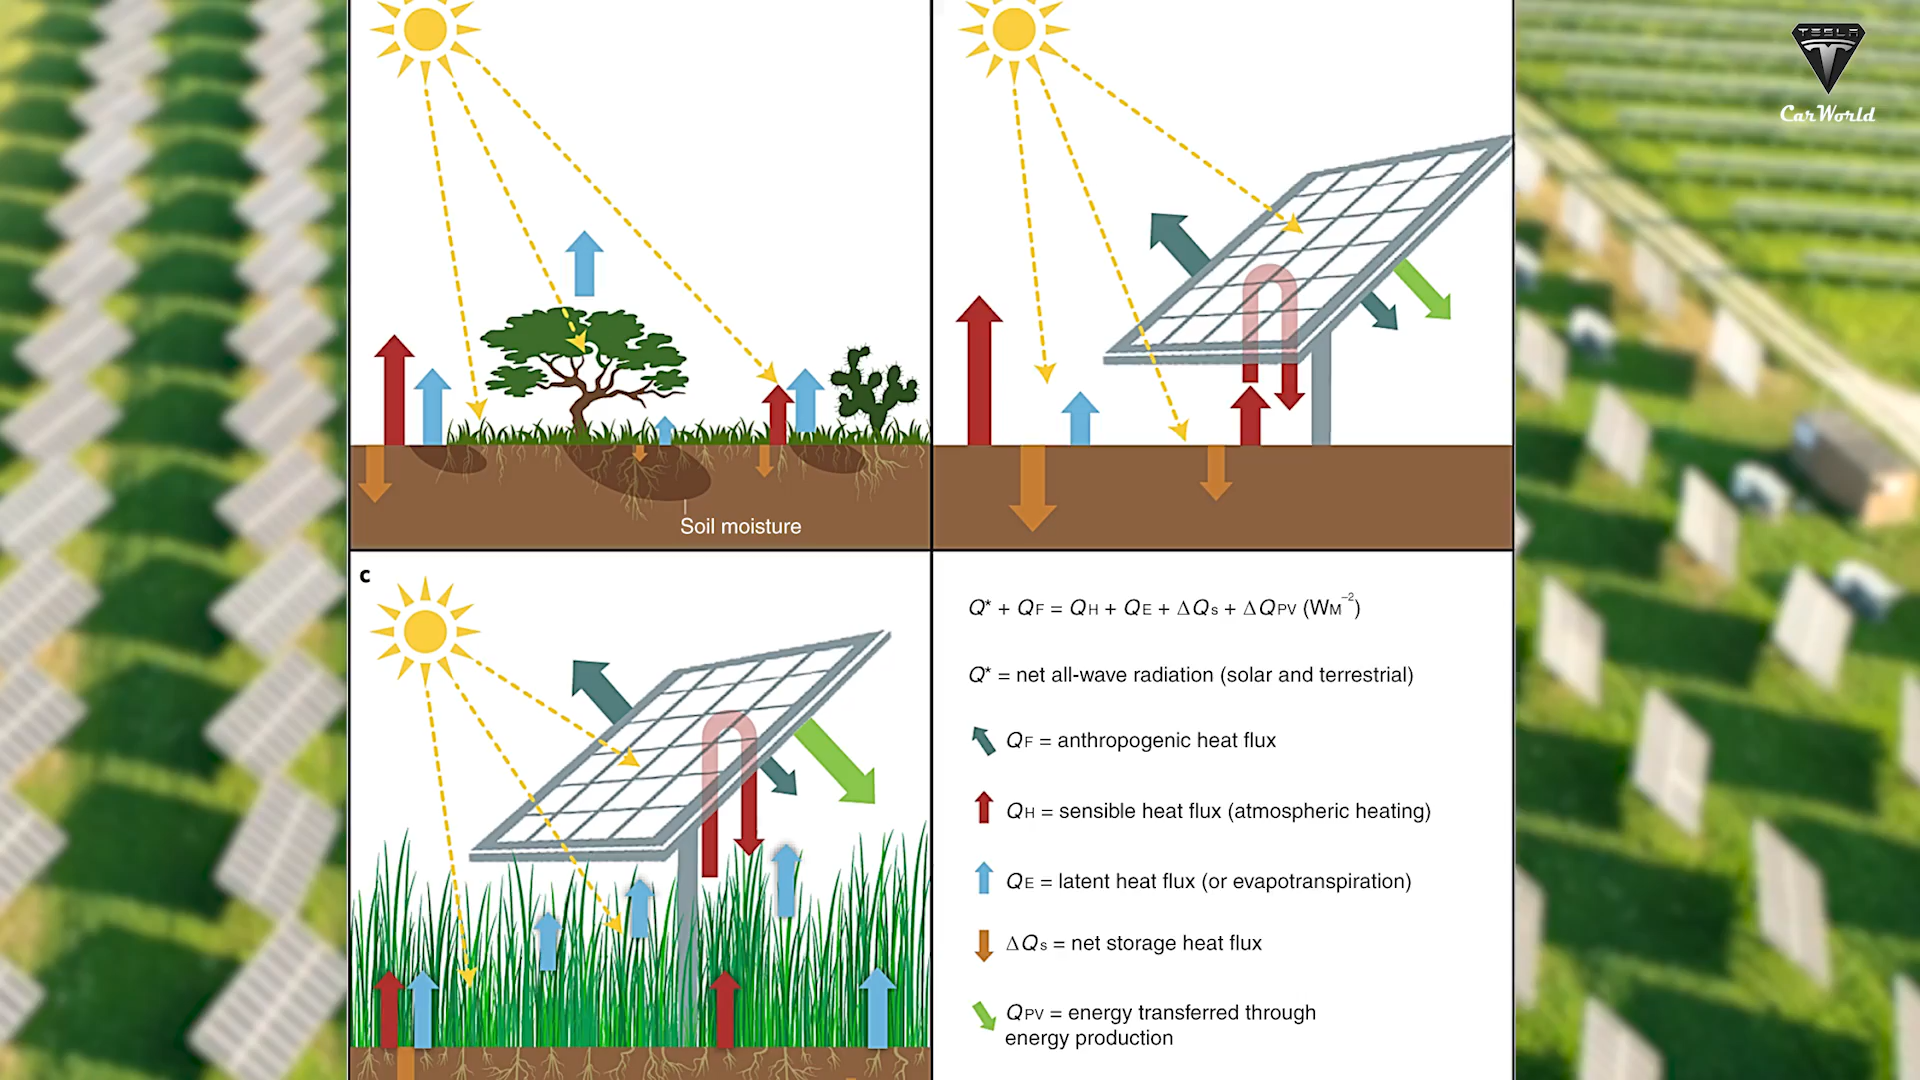 TESLA
CarWorld
Soil moisture
c
Q* + QF = QH + QE + ΔQs + ΔQPV (WM⁻²)
Q* = net all-wave radiation (solar and terrestrial)
QF = anthropogenic heat flux
QH = sensible heat flux (atmospheric heating)
QE = latent heat flux (or evapotranspiration)
ΔQs = net storage heat flux
QPV = energy transferred through
energy production